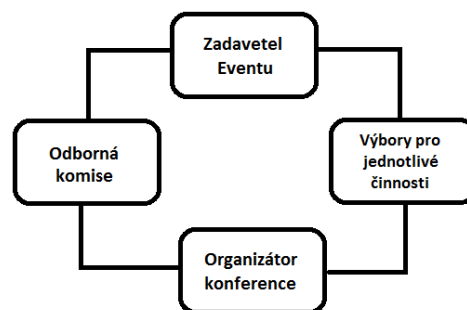 Zadavetel
Eventu
Odborná
komise
Výbory pro
jednotlivé
činnosti
Organizátor
konference